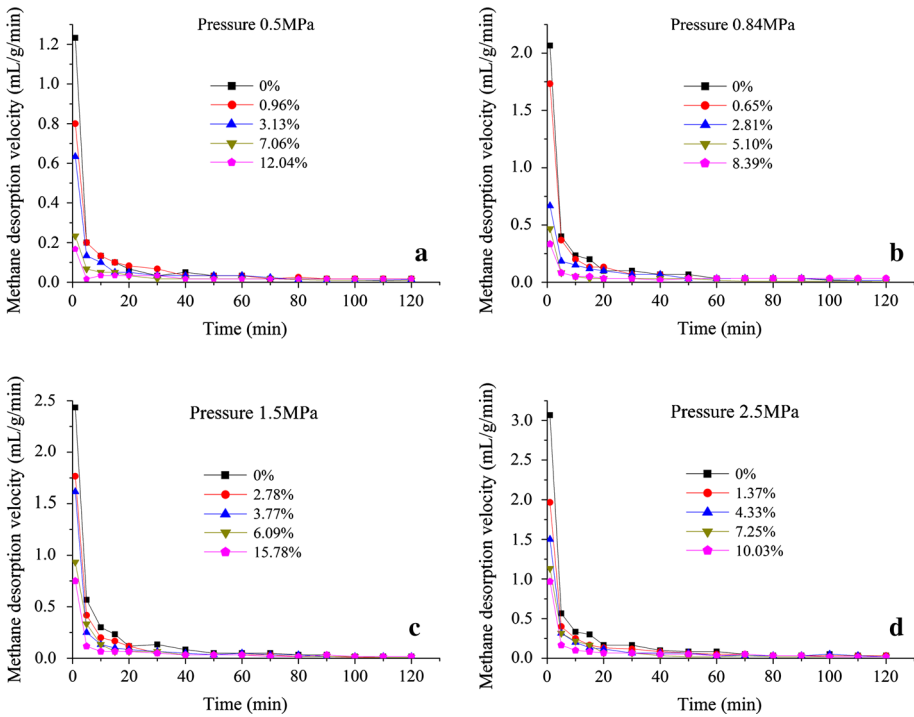 Pressure 0.5MPa
Methane desorption velocity (mL/g/min)
1.2
1.0
0.8
0.6
0.4
0.2
0.0
0%
0.96%
3.13%
7.06%
12.04%
a
0 20 40 60 80 100 120
Time (min)
Pressure 0.84MPa
Methane desorption velocity (mL/g/min)
2.0
1.5
1.0
0.5
0.0
0%
0.65%
2.81%
5.10%
8.39%
b
0 20 40 60 80 100 120
Time (min)
Pressure 1.5MPa
Methane desorption velocity (mL/g/min)
2.5
2.0
1.5
1.0
0.5
0.0
0%
2.78%
3.77%
6.09%
15.78%
c
0 20 40 60 80 100 120
Time (min)
Pressure 2.5MPa
Methane desorption velocity (mL/g/min)
3.0
2.5
2.0
1.5
1.0
0.5
0.0
0%
1.37%
4.33%
7.25%
10.03%
d
0 20 40 60 80 100 120
Time (min)